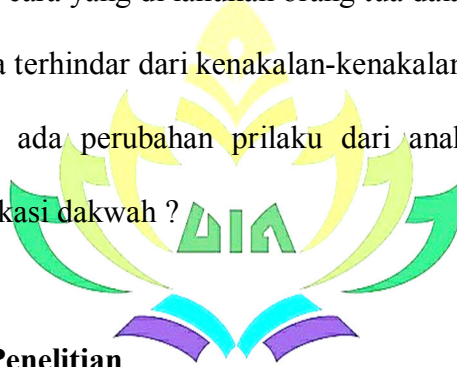 cara yang di lakukan orang tua dala
terhindar dari kenakalan-kenakalan
ada perubahan prilaku dari anak
kasi dakwah ?
UIN
Penelitian